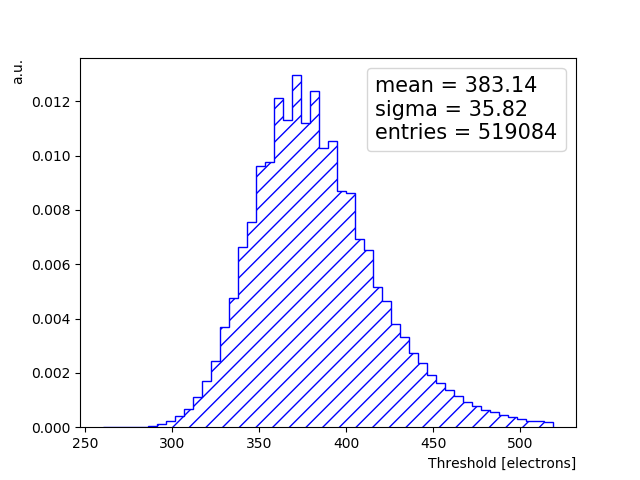 a.u.
mean = 383.14
sigma = 35.82
entries = 519084
0.012
0.010
0.008
0.006
0.004
0.002
0.000
250 300 350 400 450 500
Threshold [electrons]